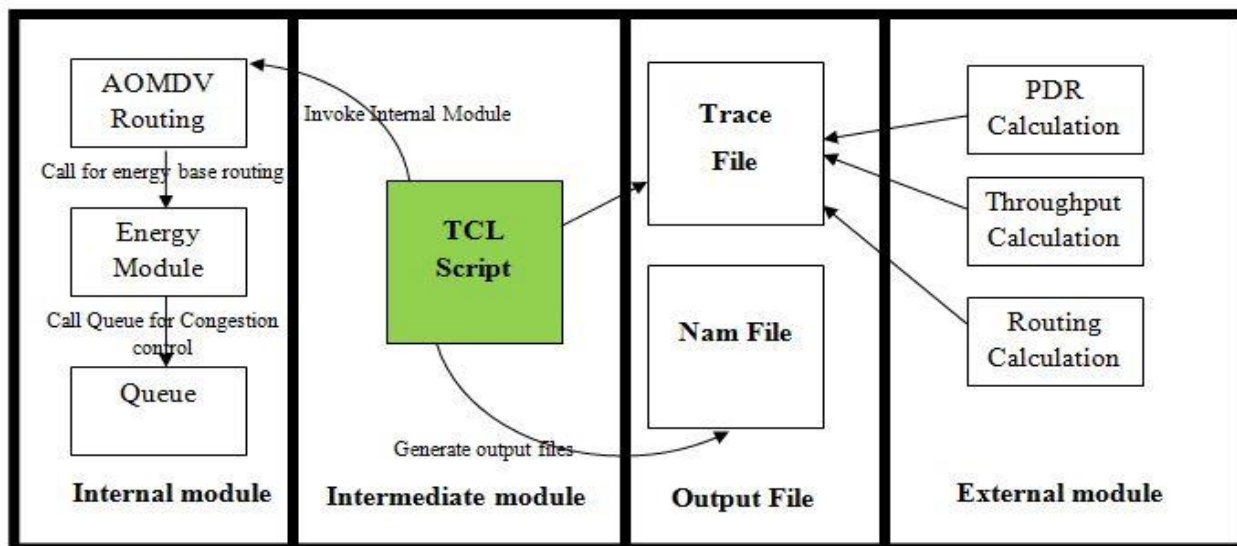 AOMDV
Routing
Call for energy base routing
Energy
Module
Call Queue for Congestion
control
Queue
Internal module
Invoke Internal Module
TCL
Script
Generate output files
Intermediate module
Trace
File
Nam File
Output File
PDR
Calculation
Throughput
Calculation
Routing
Calculation
External module